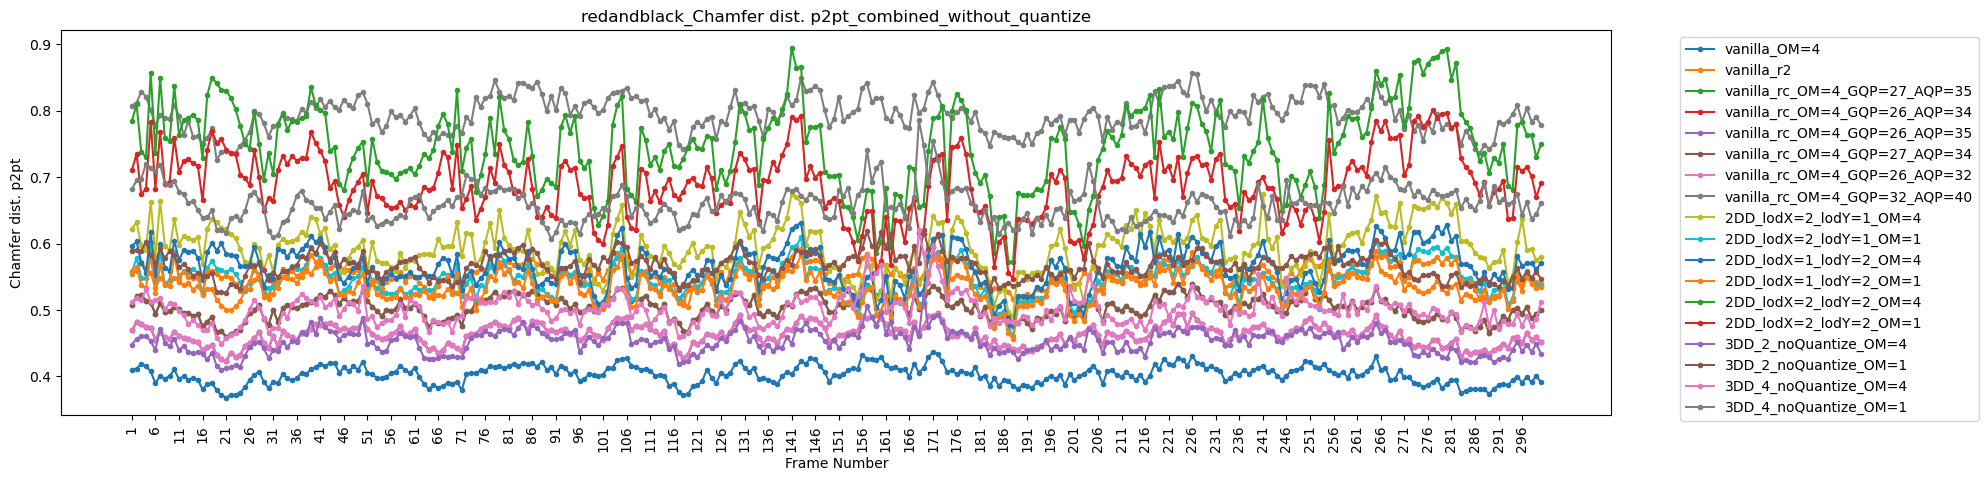 redandblack_Chamfer dist. p2pt_combined_without_quantize
Chamfer dist. p2pt
0.9
0.8
0.7
0.6
0.5
0.4
1 6 11 16 21 26 31 36 41 46 51 56 61 66 71 76 81 86 91 96 101 106 111 116 121 126 131 136 141 146 151 156 161 166 171 176 181 186 191 196 201 206 211 216 221 226 231 236 241 246 251 256 261 266 271 276 281 286 291 296
Frame Number
vanilla_OM=4
vanilla_r2
vanilla_rc_OM=4_GQP=27_AQP=35
vanilla_rc_OM=4_GQP=26_AQP=34
vanilla_rc_OM=4_GQP=26_AQP=35
vanilla_rc_OM=4_GQP=27_AQP=34
vanilla_rc_OM=4_GQP=26_AQP=32
vanilla_rc_OM=4_GQP=32_AQP=40
2DD_lodX=2_lodY=1_OM=4
2DD_lodX=2_lodY=1_OM=1
2DD_lodX=1_lodY=2_OM=4
2DD_lodX=1_lodY=2_OM=1
2DD_lodX=2_lodY=2_OM=4
2DD_lodX=2_lodY=2_OM=1
3DD_2_noQuantize_OM=4
3DD_2_noQuantize_OM=1
3DD_4_noQuantize_OM=4
3DD_4_noQuantize_OM=1